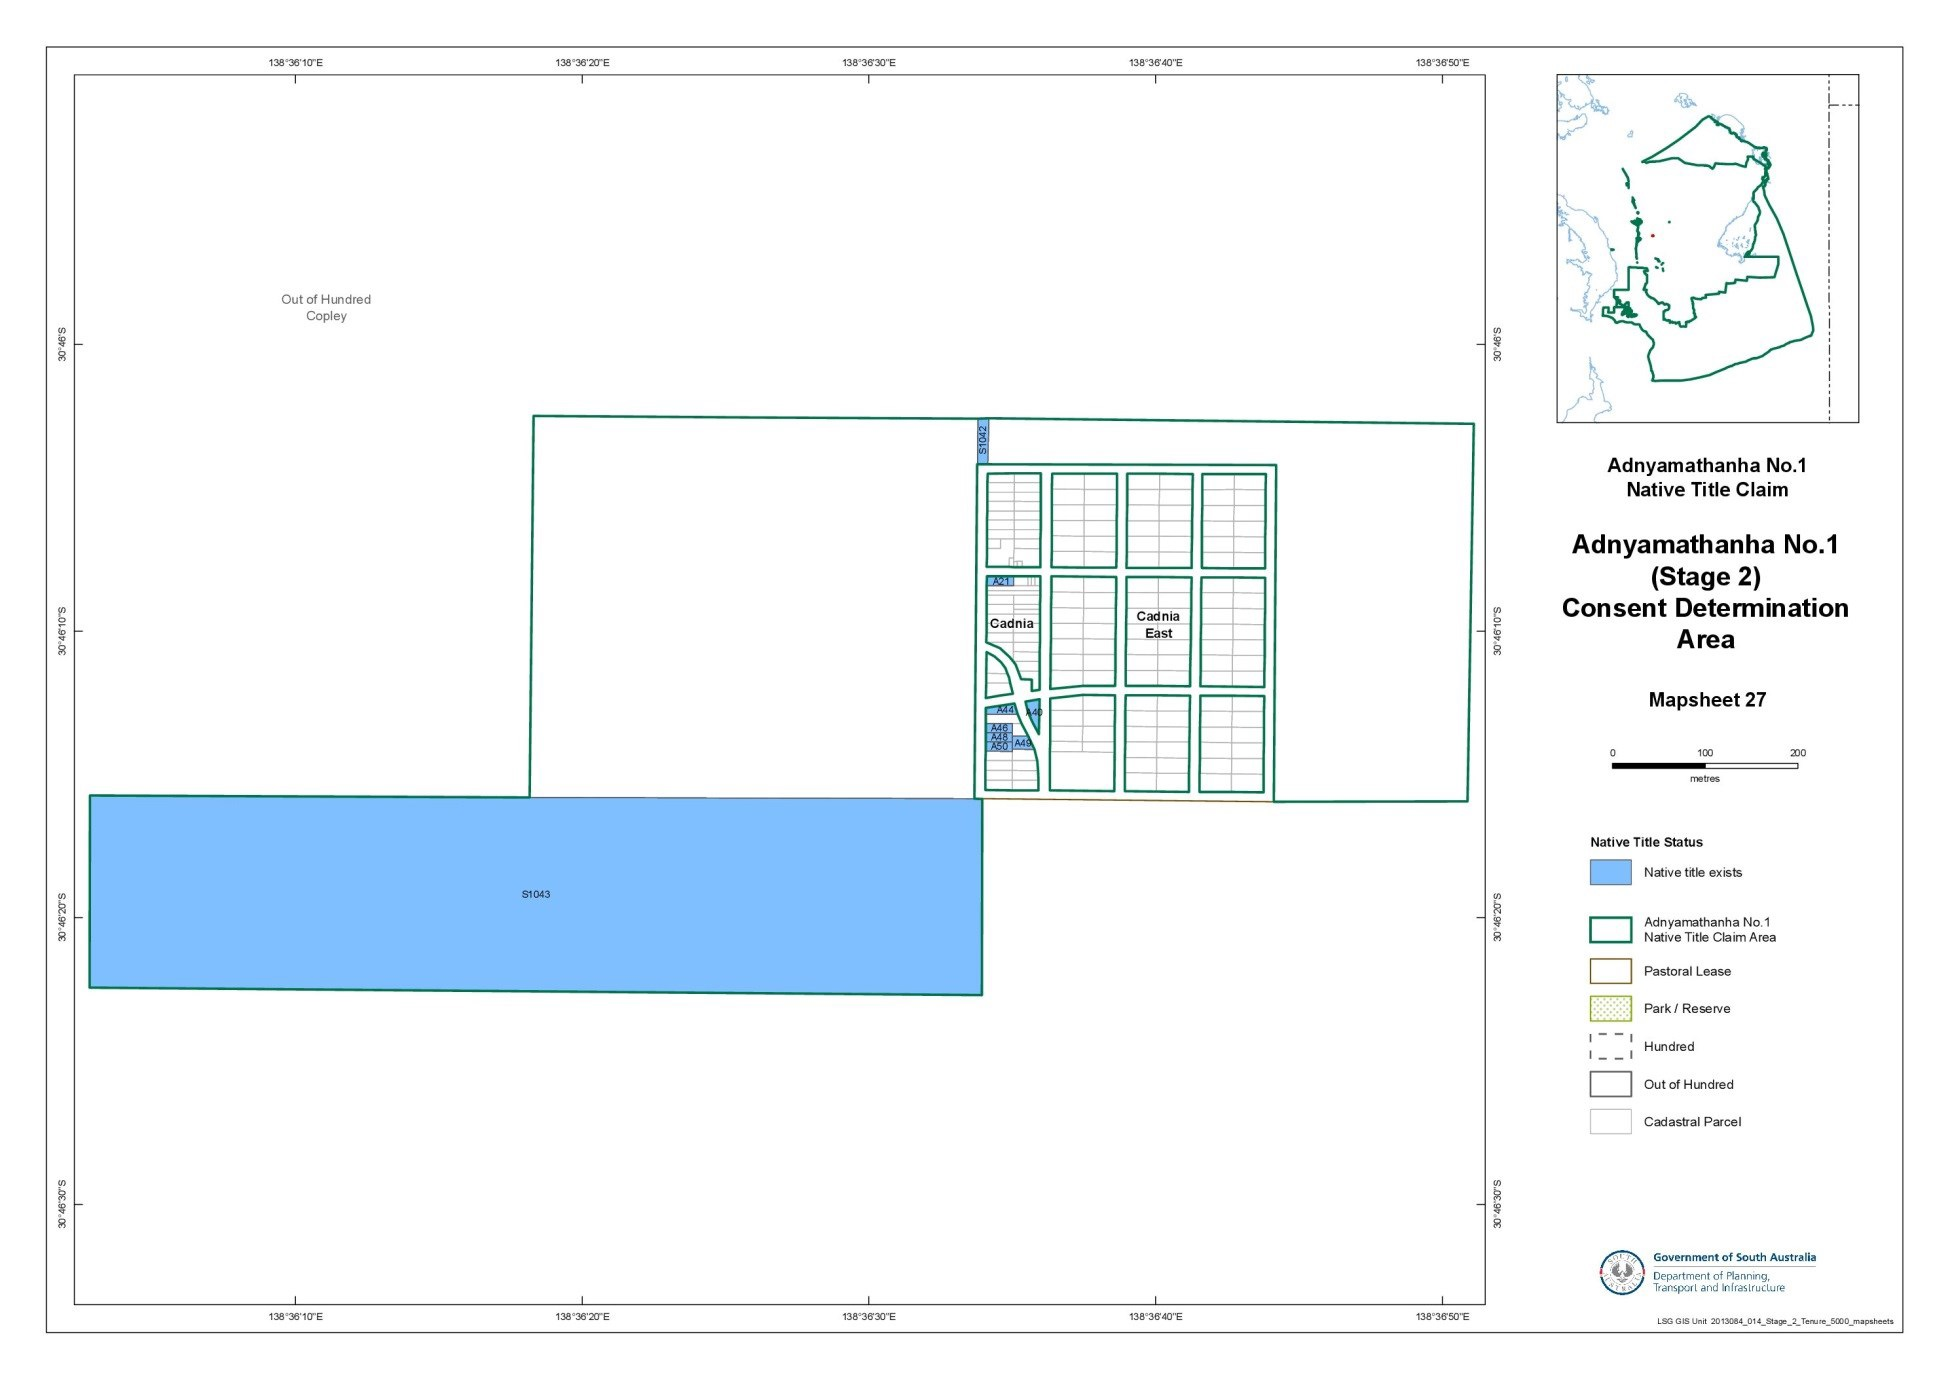 138°36'10"E
138°36'20"E
138°36'30"E
138°36'40"E
138°36'50"E
30°46'S
30°46'10"S
30°46'20"S
30°46'30"S
Out of Hundred
Copley
S1042
A21
Cadnia
Cadnia
East
A44
A40
A46
A48
A49
A50
S1043
30°46'S
30°46'10"S
30°46'20"S
30°46'30"S
138°36'10"E
138°36'20"E
138°36'30"E
138°36'40"E
138°36'50"E
Adnyamathanha No.1
Native Title Claim
Adnyamathanha No.1
(Stage 2)
Consent Determination
Area
Mapsheet 27
0 100 200
metres
Native Title Status
Native title exists
Adnyamathanha No.1
Native Title Claim Area
Pastoral Lease
Park / Reserve
Hundred
Out of Hundred
Cadastral Parcel
Government of South Australia
Department of Planning,
Transport and Infrastructure
LSG GIS Unit 2013084_014_Stage_2_Tenure_5000_mapsheets